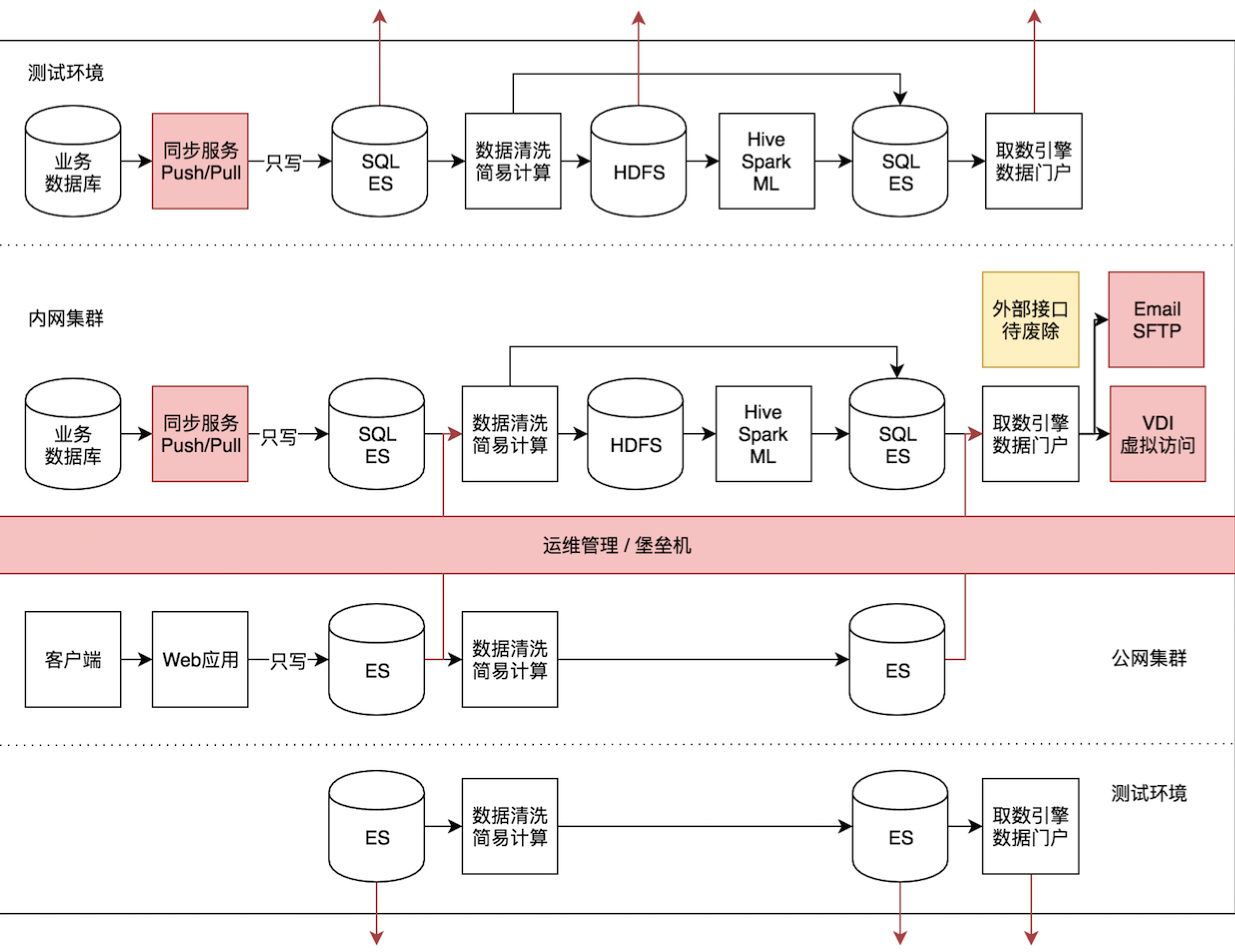 测试环境
业务
数据库
同步服务
Push/Pull
只写
SQL
ES
数据清洗
简易计算
HDFS
Hive
Spark
ML
SQL
ES
取数引擎
数据门户
内网集群
外部接口
待废除
Email
SFTP
业务
数据库
同步服务
Push/Pull
只写
SQL
ES
数据清洗
简易计算
HDFS
Hive
Spark
ML
SQL
ES
取数引擎
数据门户
VDI
虚拟访问
运维管理 / 堡垒机
客户端
Web应用
只写
ES
数据清洗
简易计算
ES
公网集群
ES
数据清洗
简易计算
ES
取数引擎
数据门户
测试环境